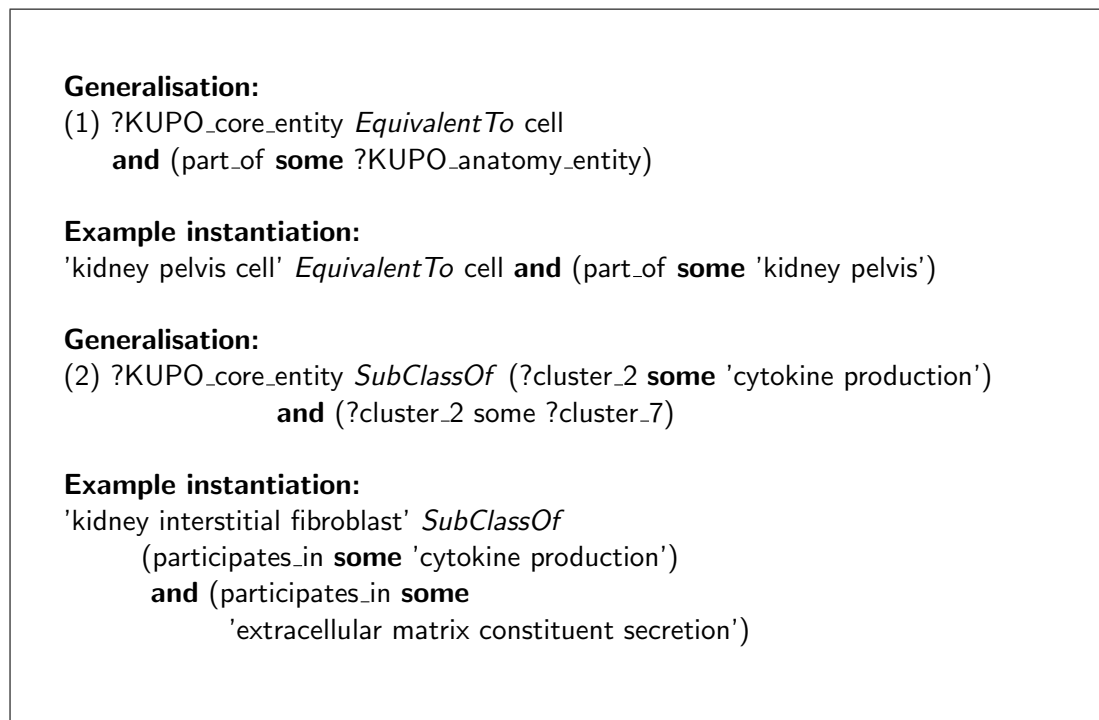 Generalisation:
(1) ?KUPO_core_entity EquivalentTo cell
and (part_of some ?KUPO_anatomy_entity)
Example instantiation:
'kidney pelvis cell' EquivalentTo cell and (part_of some 'kidney pelvis')
Generalisation:
(2) ?KUPO_core_entity SubClassOf (?cluster_2 some 'cytokine production')
and (?cluster_2 some ?cluster_7)
Example instantiation:
'kidney interstitial fibroblast' SubClassOf
(participates_in some 'cytokine production')
and (participates_in some
'extracellular matrix constituent secretion')